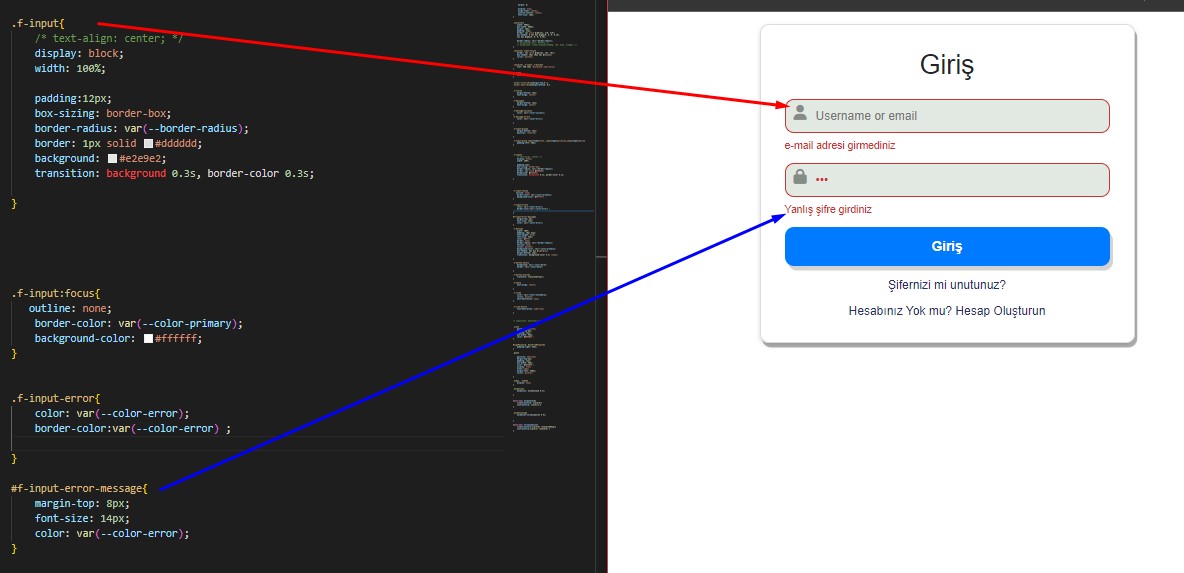 .f-input{
/* text-align: center; */
display: block;
width: 100%;
padding:12px;
box-sizing: border-box;
border-radius: var(--border-radius);
border: 1px solid #dddddd;
background: #e2e9e2;
transition: background 0.3s, border-color 0.3s;
}
.f-input:focus{
outline: none;
border-color: var(--color-primary);
background-color: #ffffff;
}
.f-input-error{
color: var(--color-error);
border-color:var(--color-error) ;
}
#f-input-error-message{
margin-top: 8px;
font-size: 14px;
color: var(--color-error);
}
Giriş
Username or email
e-mail adresi girmediniz
•••
Yanlış şifre girdiniz
Giriş
Şifernizi mi unutunuz?
Hesabınız Yok mu? Hesap Oluşturun